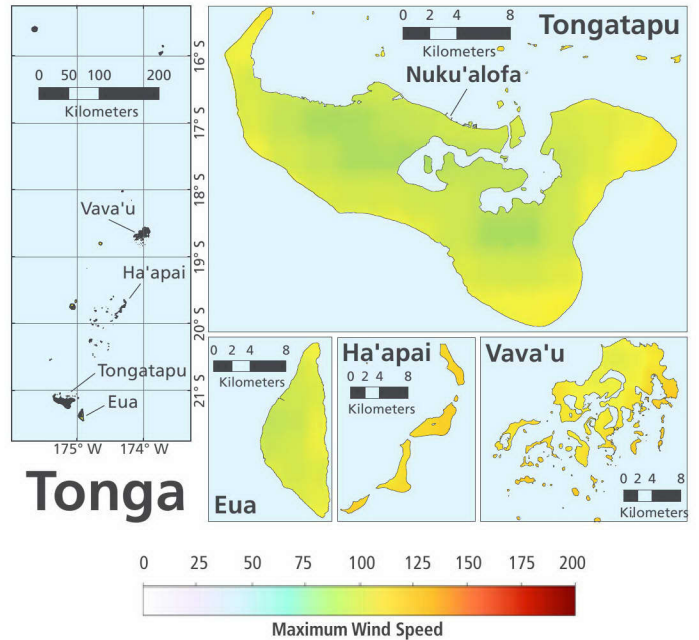 0 50 100 200
Kilometers
16° S
17° S
18° S
19° S
20° S
21° S
Vava'u
Ha'apai
Tongatapu
Eua
175° W 174° W
Tonga
0 2 4 8
Kilometers
Tongatapu
Nuku'alofa
0 2 4 8
Kilometers
Eua
Ha'apai
0 2 4 8
Kilometers
Vava'u
0 2 4 8
Kilometers
0 25 50 75 100 125 150 175 200
Maximum Wind Speed